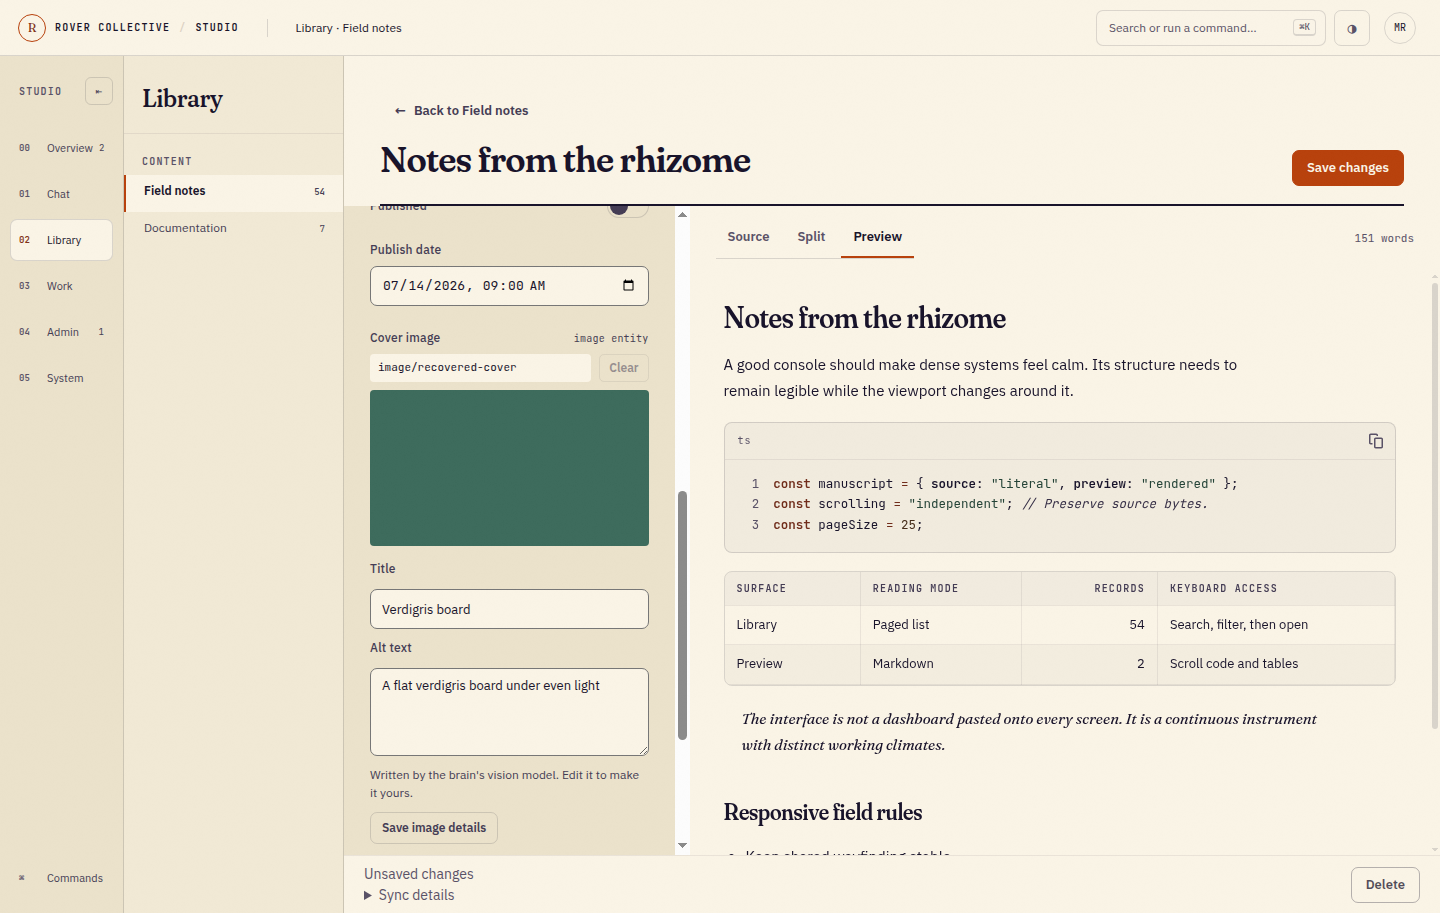 R ROVER COLLECTIVE / STUDIO
Library · Field notes
Search or run a command... ⌘K
MR
STUDIO
00 Overview 2
01 Chat
02 Library
03 Work
04 Admin 1
05 System
⌘ Commands
Library
CONTENT
Field notes 54
Documentation 7
← Back to Field notes
Notes from the rhizome
Save changes
Published
Publish date
07/14/2026, 09:00 AM
Cover image image entity
image/recovered-cover Clear
Title
Verdigris board
Alt text
A flat verdigris board under even light
Written by the brain's vision model. Edit it to make
it yours.
Save image details
Source Split Preview 151 words
Notes from the rhizome
A good console should make dense systems feel calm. Its structure needs to
remain legible while the viewport changes around it.
ts
1 const manuscript = { source: "literal", preview: "rendered" };
2 const scrolling = "independent"; // Preserve source bytes.
3 const pageSize = 25;
SURFACE READING MODE RECORDS KEYBOARD ACCESS
Library Paged list 54 Search, filter, then open
Preview Markdown 2 Scroll code and tables
The interface is not a dashboard pasted onto every screen. It is a continuous instrument
with distinct working climates.
Responsive field rules
Keep shared wayfinding stable
Unsaved changes
▶ Sync details
Delete